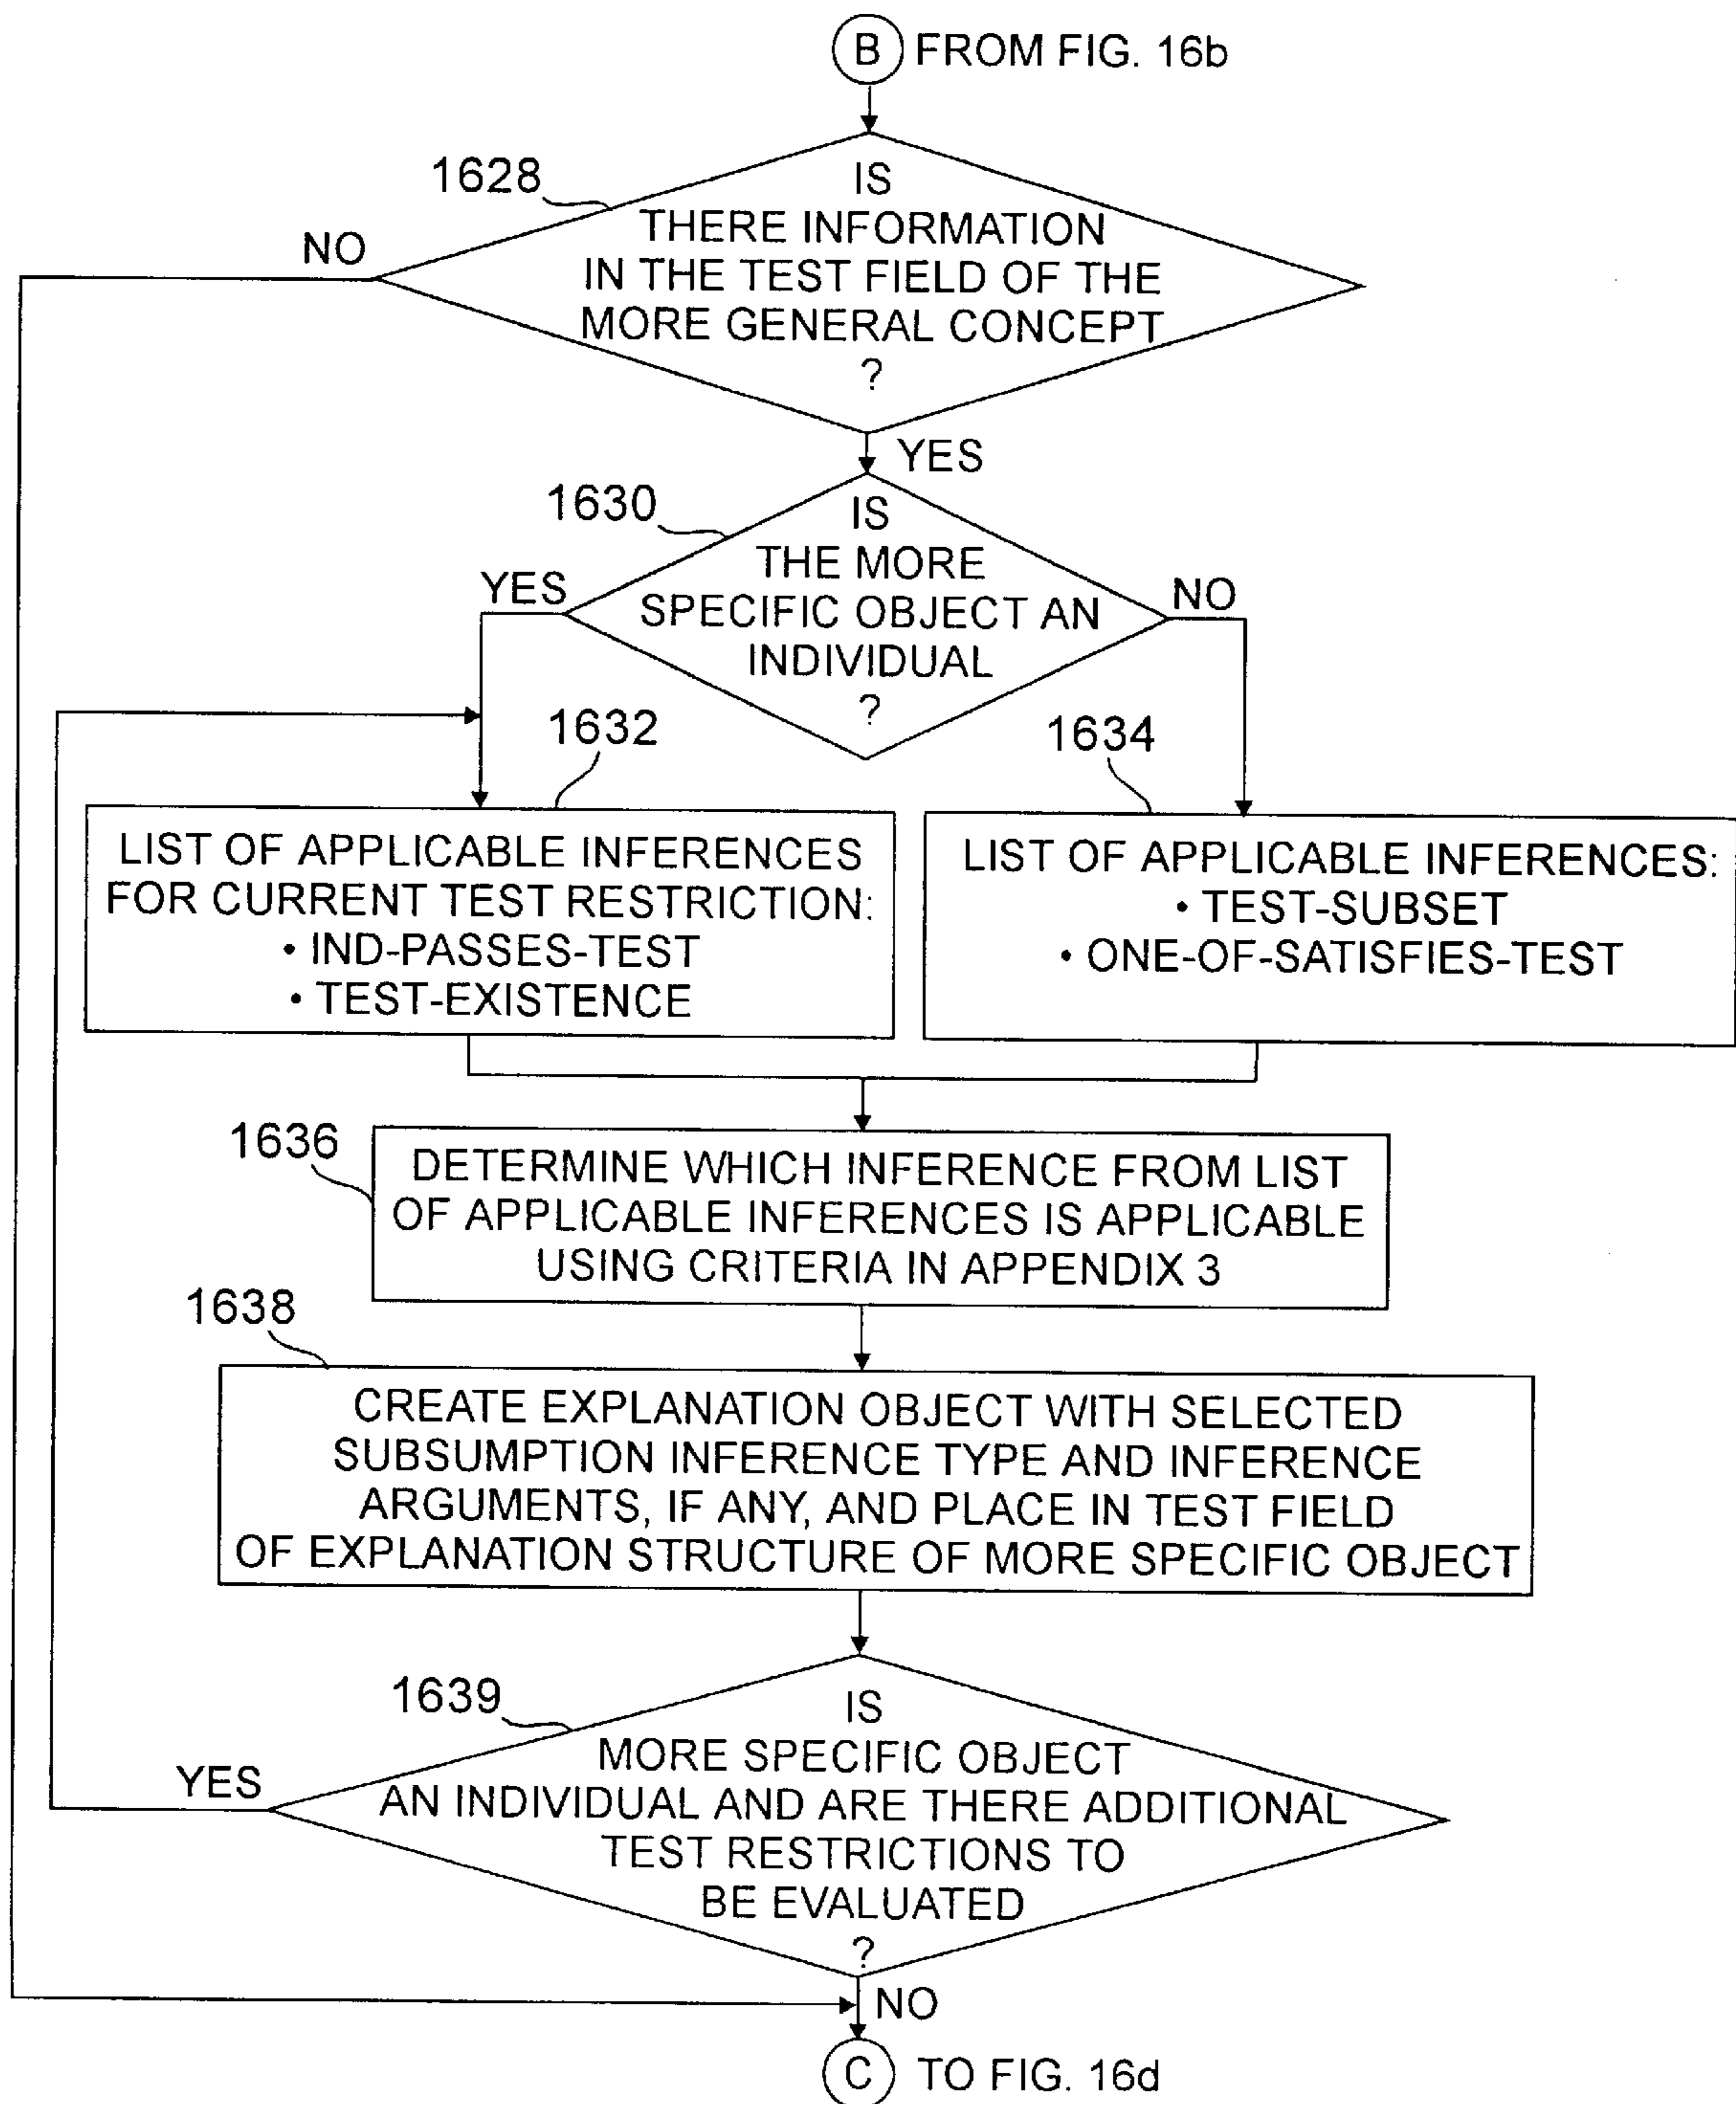 B FROM FIG. 16b
1628
IS
THERE INFORMATION
IN THE TEST FIELD OF THE
MORE GENERAL CONCEPT
?
NO
YES
1630
IS
THE MORE
SPECIFIC OBJECT AN
INDIVIDUAL
?
YES
NO
1632
1634
LIST OF APPLICABLE INFERENCES
FOR CURRENT TEST RESTRICTION:
• IND-PASSES-TEST
• TEST-EXISTENCE
LIST OF APPLICABLE INFERENCES:
• TEST-SUBSET
• ONE-OF-SATISFIES-TEST
1636
DETERMINE WHICH INFERENCE FROM LIST
OF APPLICABLE INFERENCES IS APPLICABLE
USING CRITERIA IN APPENDIX 3
1638
CREATE EXPLANATION OBJECT WITH SELECTED
SUBSUMPTION INFERENCE TYPE AND INFERENCE
ARGUMENTS, IF ANY, AND PLACE IN TEST FIELD
OF EXPLANATION STRUCTURE OF MORE SPECIFIC OBJECT
1639
IS
MORE SPECIFIC OBJECT
AN INDIVIDUAL AND ARE THERE ADDITIONAL
TEST RESTRICTIONS TO
BE EVALUATED
?
YES
NO
C TO FIG. 16d